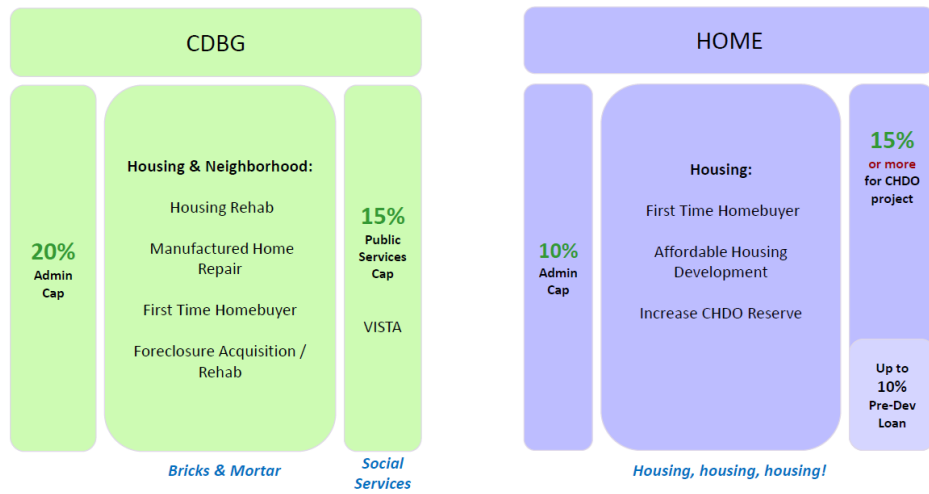 CDBG
20%
Admin
Cap
Housing & Neighborhood:
Housing Rehab
Manufactured Home
Repair
First Time Homebuyer
Foreclosure Acquisition /
Rehab
15%
Public
Services
Cap
VISTA
Bricks & Mortar
Social
Services
HOME
10%
Admin
Cap
Housing:
First Time Homebuyer
Affordable Housing
Development
Increase CHDO Reserve
15%
or more
for CHDO
project
Up to
10%
Pre-Dev
Loan
Housing, housing, housing!